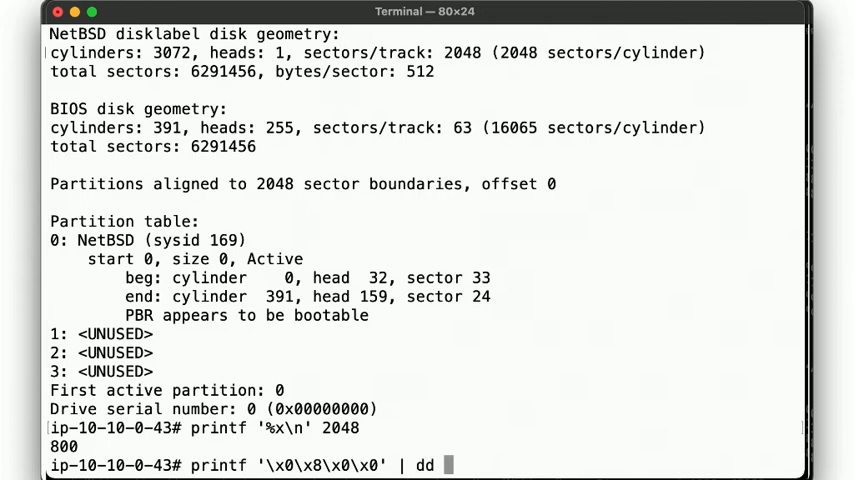 Terminal — 80×24
NetBSD disklabel disk geometry:
cylinders: 3072, heads: 1, sectors/track: 2048 (2048 sectors/cylinder)
total sectors: 6291456, bytes/sector: 512
BIOS disk geometry:
cylinders: 391, heads: 255, sectors/track: 63 (16065 sectors/cylinder)
total sectors: 6291456
Partitions aligned to 2048 sector boundaries, offset 0
Partition table:
0: NetBSD (sysid 169)
    start 0, size 0, Active
        beg: cylinder    0, head  32, sector 33
        end: cylinder  391, head 159, sector 24
        PBR appears to be bootable
1: <UNUSED>
2: <UNUSED>
3: <UNUSED>
First active partition: 0
Drive serial number: 0 (0x00000000)
ip-10-10-0-43# printf '%x\n' 2048
800
ip-10-10-0-43# printf '\x0\x8\x0\x0' | dd